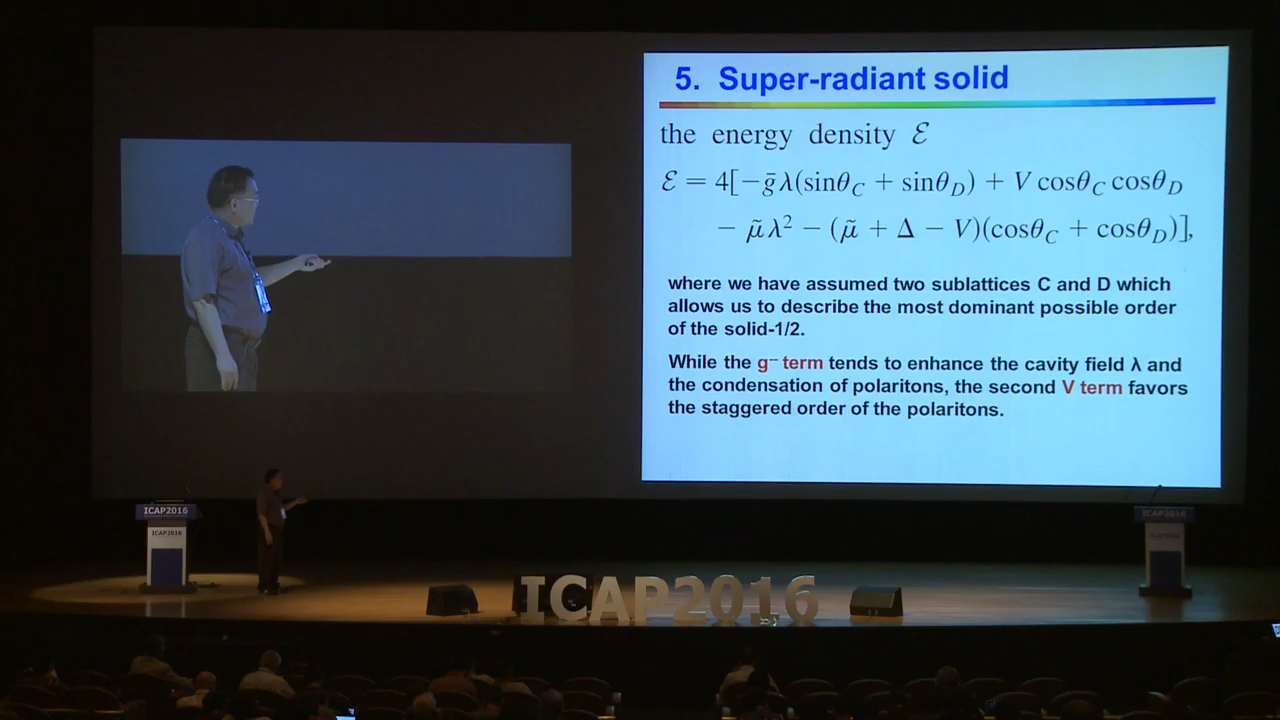 5. Super-radiant solid
the energy density ℰ
ℰ = 4[−ḡλ(sinθ_C + sinθ_D) + V cosθ_C cosθ_D
− μ̃λ² − (μ̃ + Δ − V)(cosθ_C + cosθ_D)],
where we have assumed two sublattices C and D which
allows us to describe the most dominant possible order
of the solid-1/2.
While the g⁻ term tends to enhance the cavity field λ and
the condensation of polaritons, the second V term favors
the staggered order of the polaritons.
ICAP2016
ICAP2016
ICAP2016
ICAP2016
ICAP2016